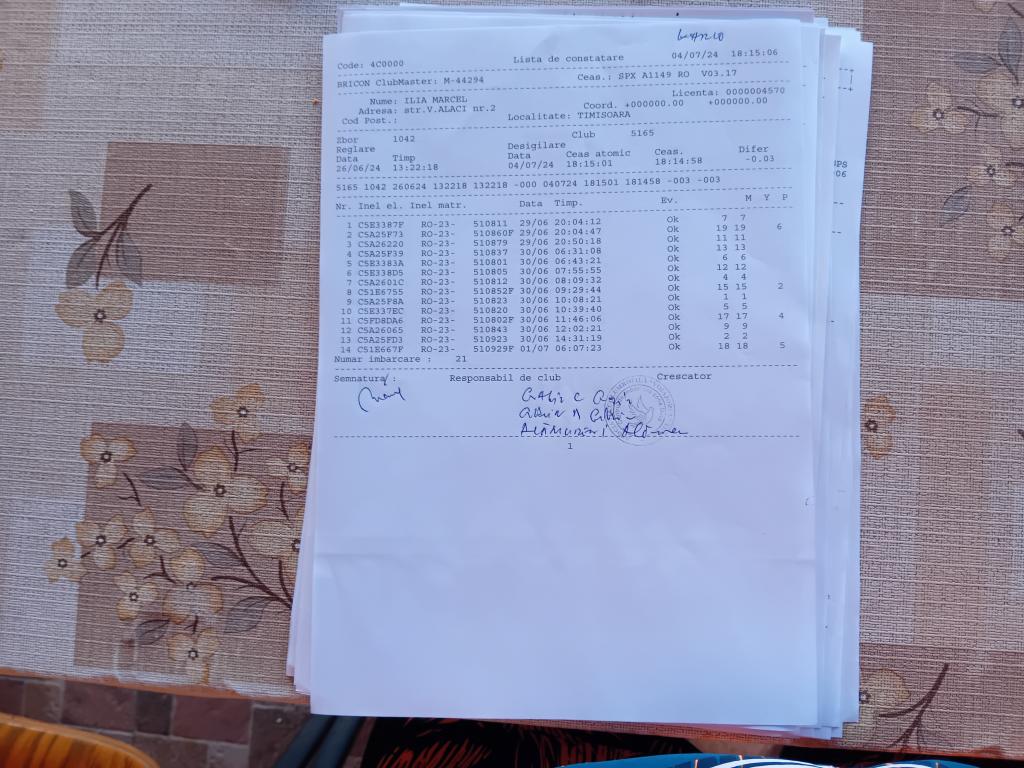 Code: 4C0000 Lista de constatare 04/07/24 18:15:06
BRICON ClubMaster: M-44294 Ceas.: SPX A1149 RO V03.17
Nume: ILIA MARCEL Licenta: 0000004570
Adresa: str.V.ALACI nr.2 Coord. +000000.00 +000000.00
Cod Post.: Localitate: TIMISOARA
Zbor 1042 Club 5165
Reglare Desigilare
Data Timp Data Ceas atomic Ceas. Difer
26/06/24 13:22:18 04/07/24 18:15:01 18:14:58 -0.03
5165 1042 260624 132218 132218 -000 040724 181501 181458 -003 -003
Nr. Inel el. Inel matr. Data Timp. Ev. M Y P
1 C5E3387F RO-23- 510811 29/06 20:04:12 Ok 7 7
2 C5A25F73 RO-23- 510860F 29/06 20:04:47 Ok 19 19 6
3 C5A26220 RO-23- 510879 29/06 20:50:18 Ok 11 11
4 C5A25F39 RO-23- 510837 30/06 06:31:08 Ok 13 13
5 C5E3383A RO-23- 510801 30/06 06:43:21 Ok 6 6
6 C5E338D5 RO-23- 510805 30/06 07:55:55 Ok 12 12
7 C5A2601C RO-23- 510812 30/06 08:09:32 Ok 4 4
8 C51E6755 RO-23- 510852F 30/06 09:29:44 Ok 15 15 2
9 C5A25F8A RO-23- 510823 30/06 10:08:21 Ok 1 1
10 C5E337EC RO-23- 510820 30/06 10:39:40 Ok 5 5
11 C5FD8DA6 RO-23- 510802F 30/06 11:46:06 Ok 17 17 4
12 C5A26065 RO-23- 510843 30/06 12:02:21 Ok 9 9
13 C5A25FD3 RO-23- 510923 30/06 14:31:19 Ok 2 2
14 C51E667F RO-23- 510929F 01/07 06:07:23 Ok 18 18 5
Numar imbarcare : 21
Semnatura : Responsabil de club Crescator
1